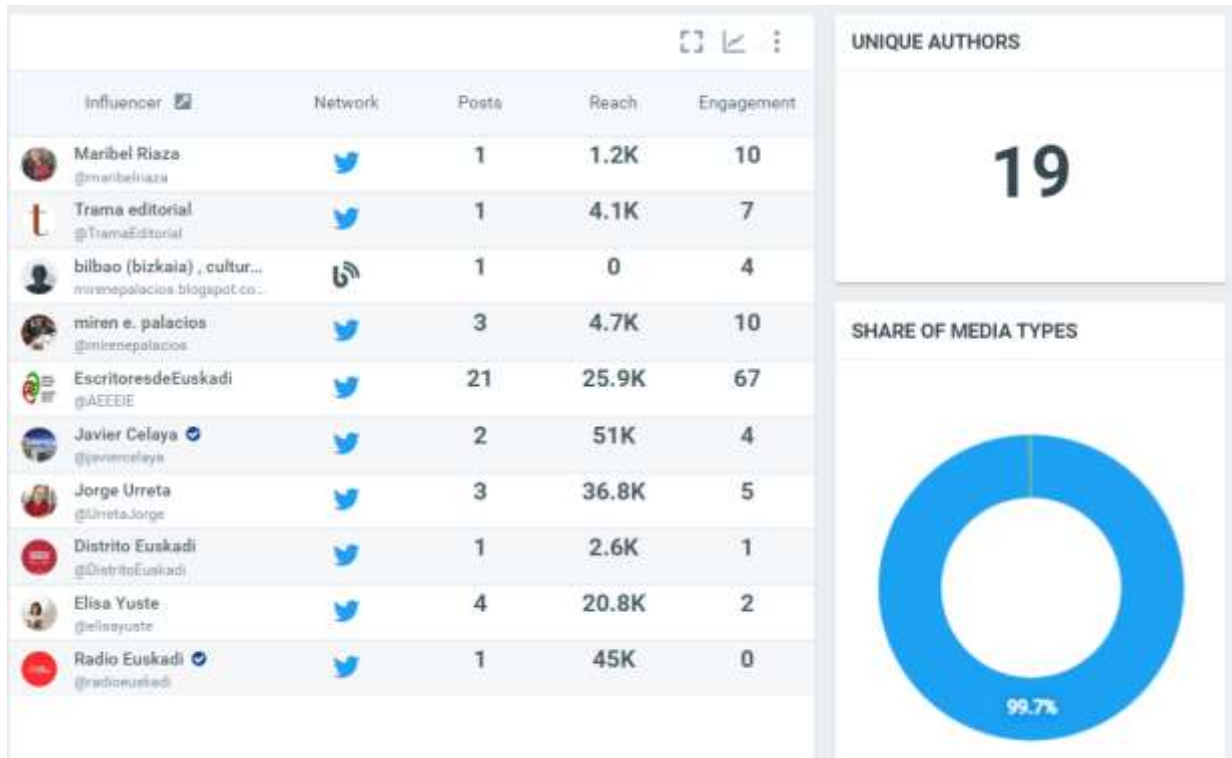 UNIQUE AUTHORS
Influencer Network Posts Reach Engagement
Maribel Riaza 1 1.2K 10
@maribelriaza
19
Trama editorial 1 4.1K 7
@TramaEditorial
bilbao (bizkaia) , cultur... 1 0 4
mirenepalacios.blogspot.co...
miren e. palacios 3 4.7K 10
@mirenepalacios
SHARE OF MEDIA TYPES
EscritoresdeEuskadi 21 25.9K 67
@AEEEIE
Javier Celaya 2 51K 4
@javiercelaya
Jorge Urreta 3 36.8K 5
@UrretaJorge
Distrito Euskadi 1 2.6K 1
@DistritoEuskadi
Elisa Yuste 4 20.8K 2
@elisayuste
Radio Euskadi 1 45K 0
@radioeuskadi
99.7%